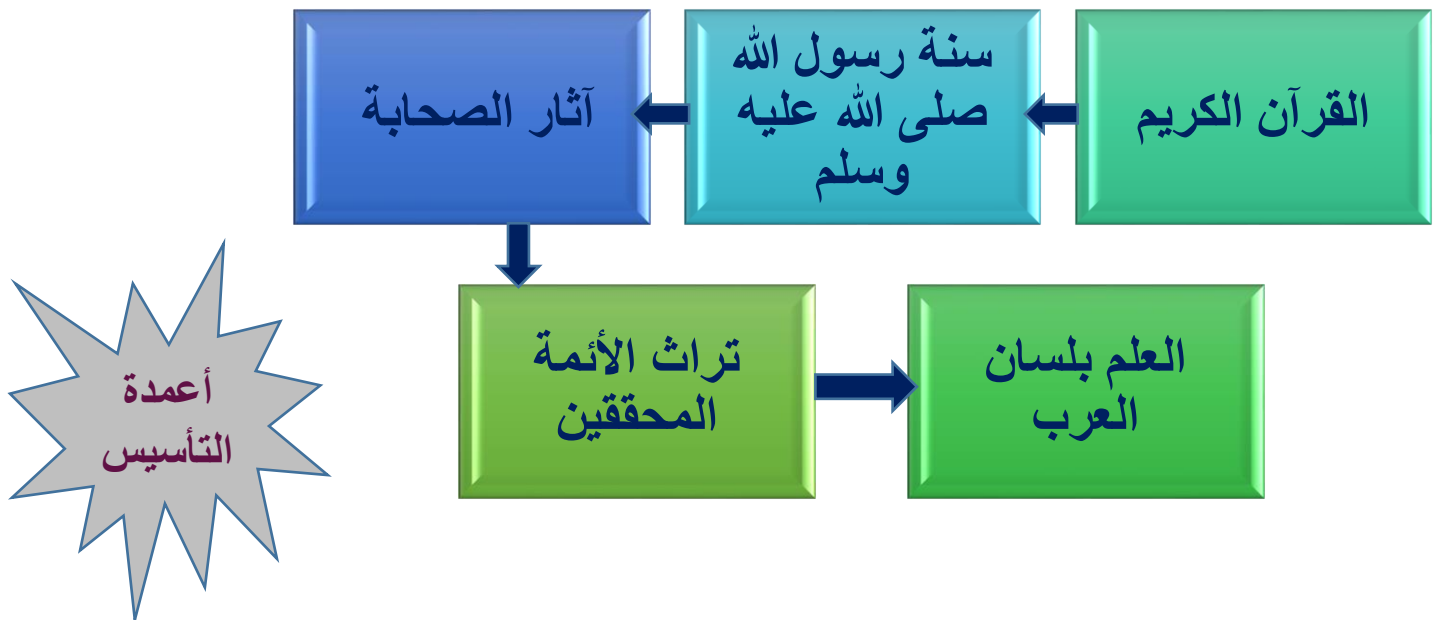 القرآن الكريم
سنة رسول الله
صلى الله عليه
وسلم
آثار الصحابة
تراث الأئمة
المحققين
العلم بلسان
العرب
أعمدة
التأسيس